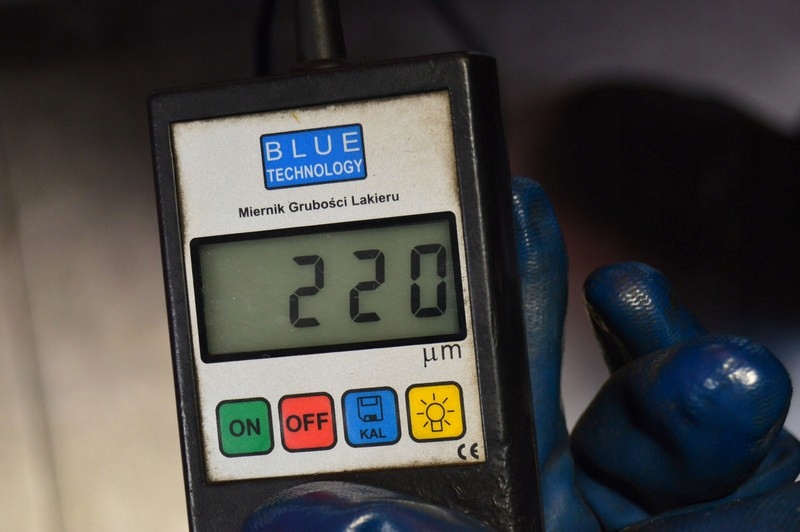 BLUE
TECHNOLOGY
Miernik Grubości Lakieru
220
µm
ON OFF KAL
CE